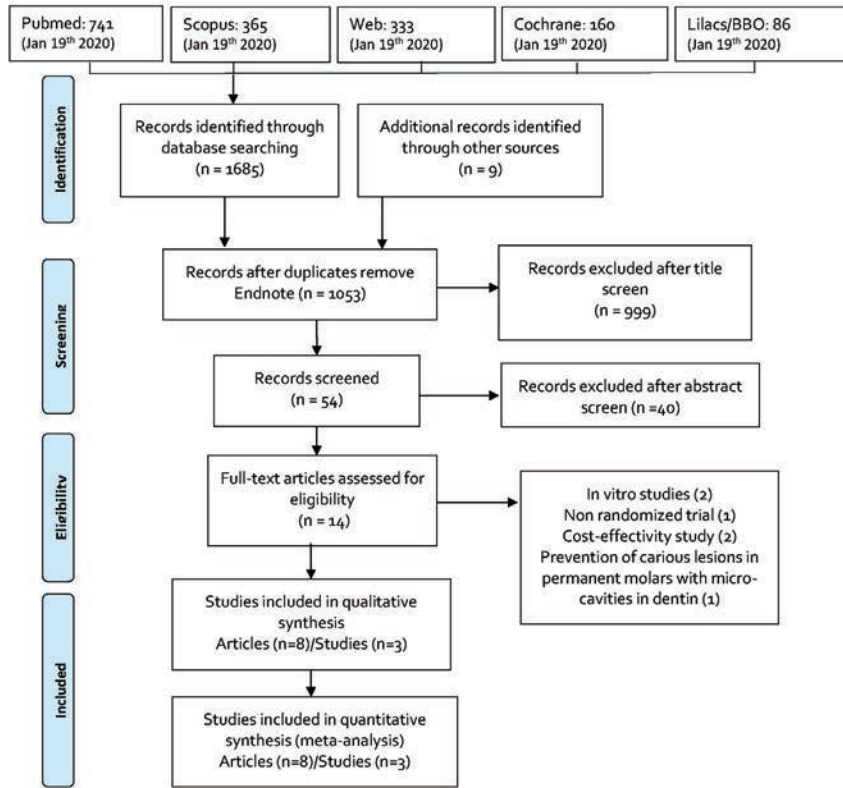 Pubmed: 741
(Jan 19th 2020)
Scopus: 365
(Jan 19th 2020)
Web: 333
(Jan 19th 2020)
Cochrane: 160
(Jan 19th 2020)
Lilacs/BBO: 86
(Jan 19th 2020)
Identification
Records identified through
database searching
(n = 1685)
Additional records identified
through other sources
(n = 9)
Screening
Records after duplicates remove
Endnote (n = 1053)
Records excluded after title
screen
(n = 999)
Records screened
(n = 54)
Records excluded after abstract
screen (n =40)
Eligibility
Full-text articles assessed for
eligibility
(n = 14)
In vitro studies (2)
Non randomized trial (1)
Cost-effectivity study (2)
Prevention of carious lesions in
permanent molars with micro-
cavities in dentin (1)
Included
Studies included in qualitative
synthesis
Articles (n=8)/Studies (n=3)
Studies included in quantitative
synthesis (meta-analysis)
Articles (n=8)/Studies (n=3)